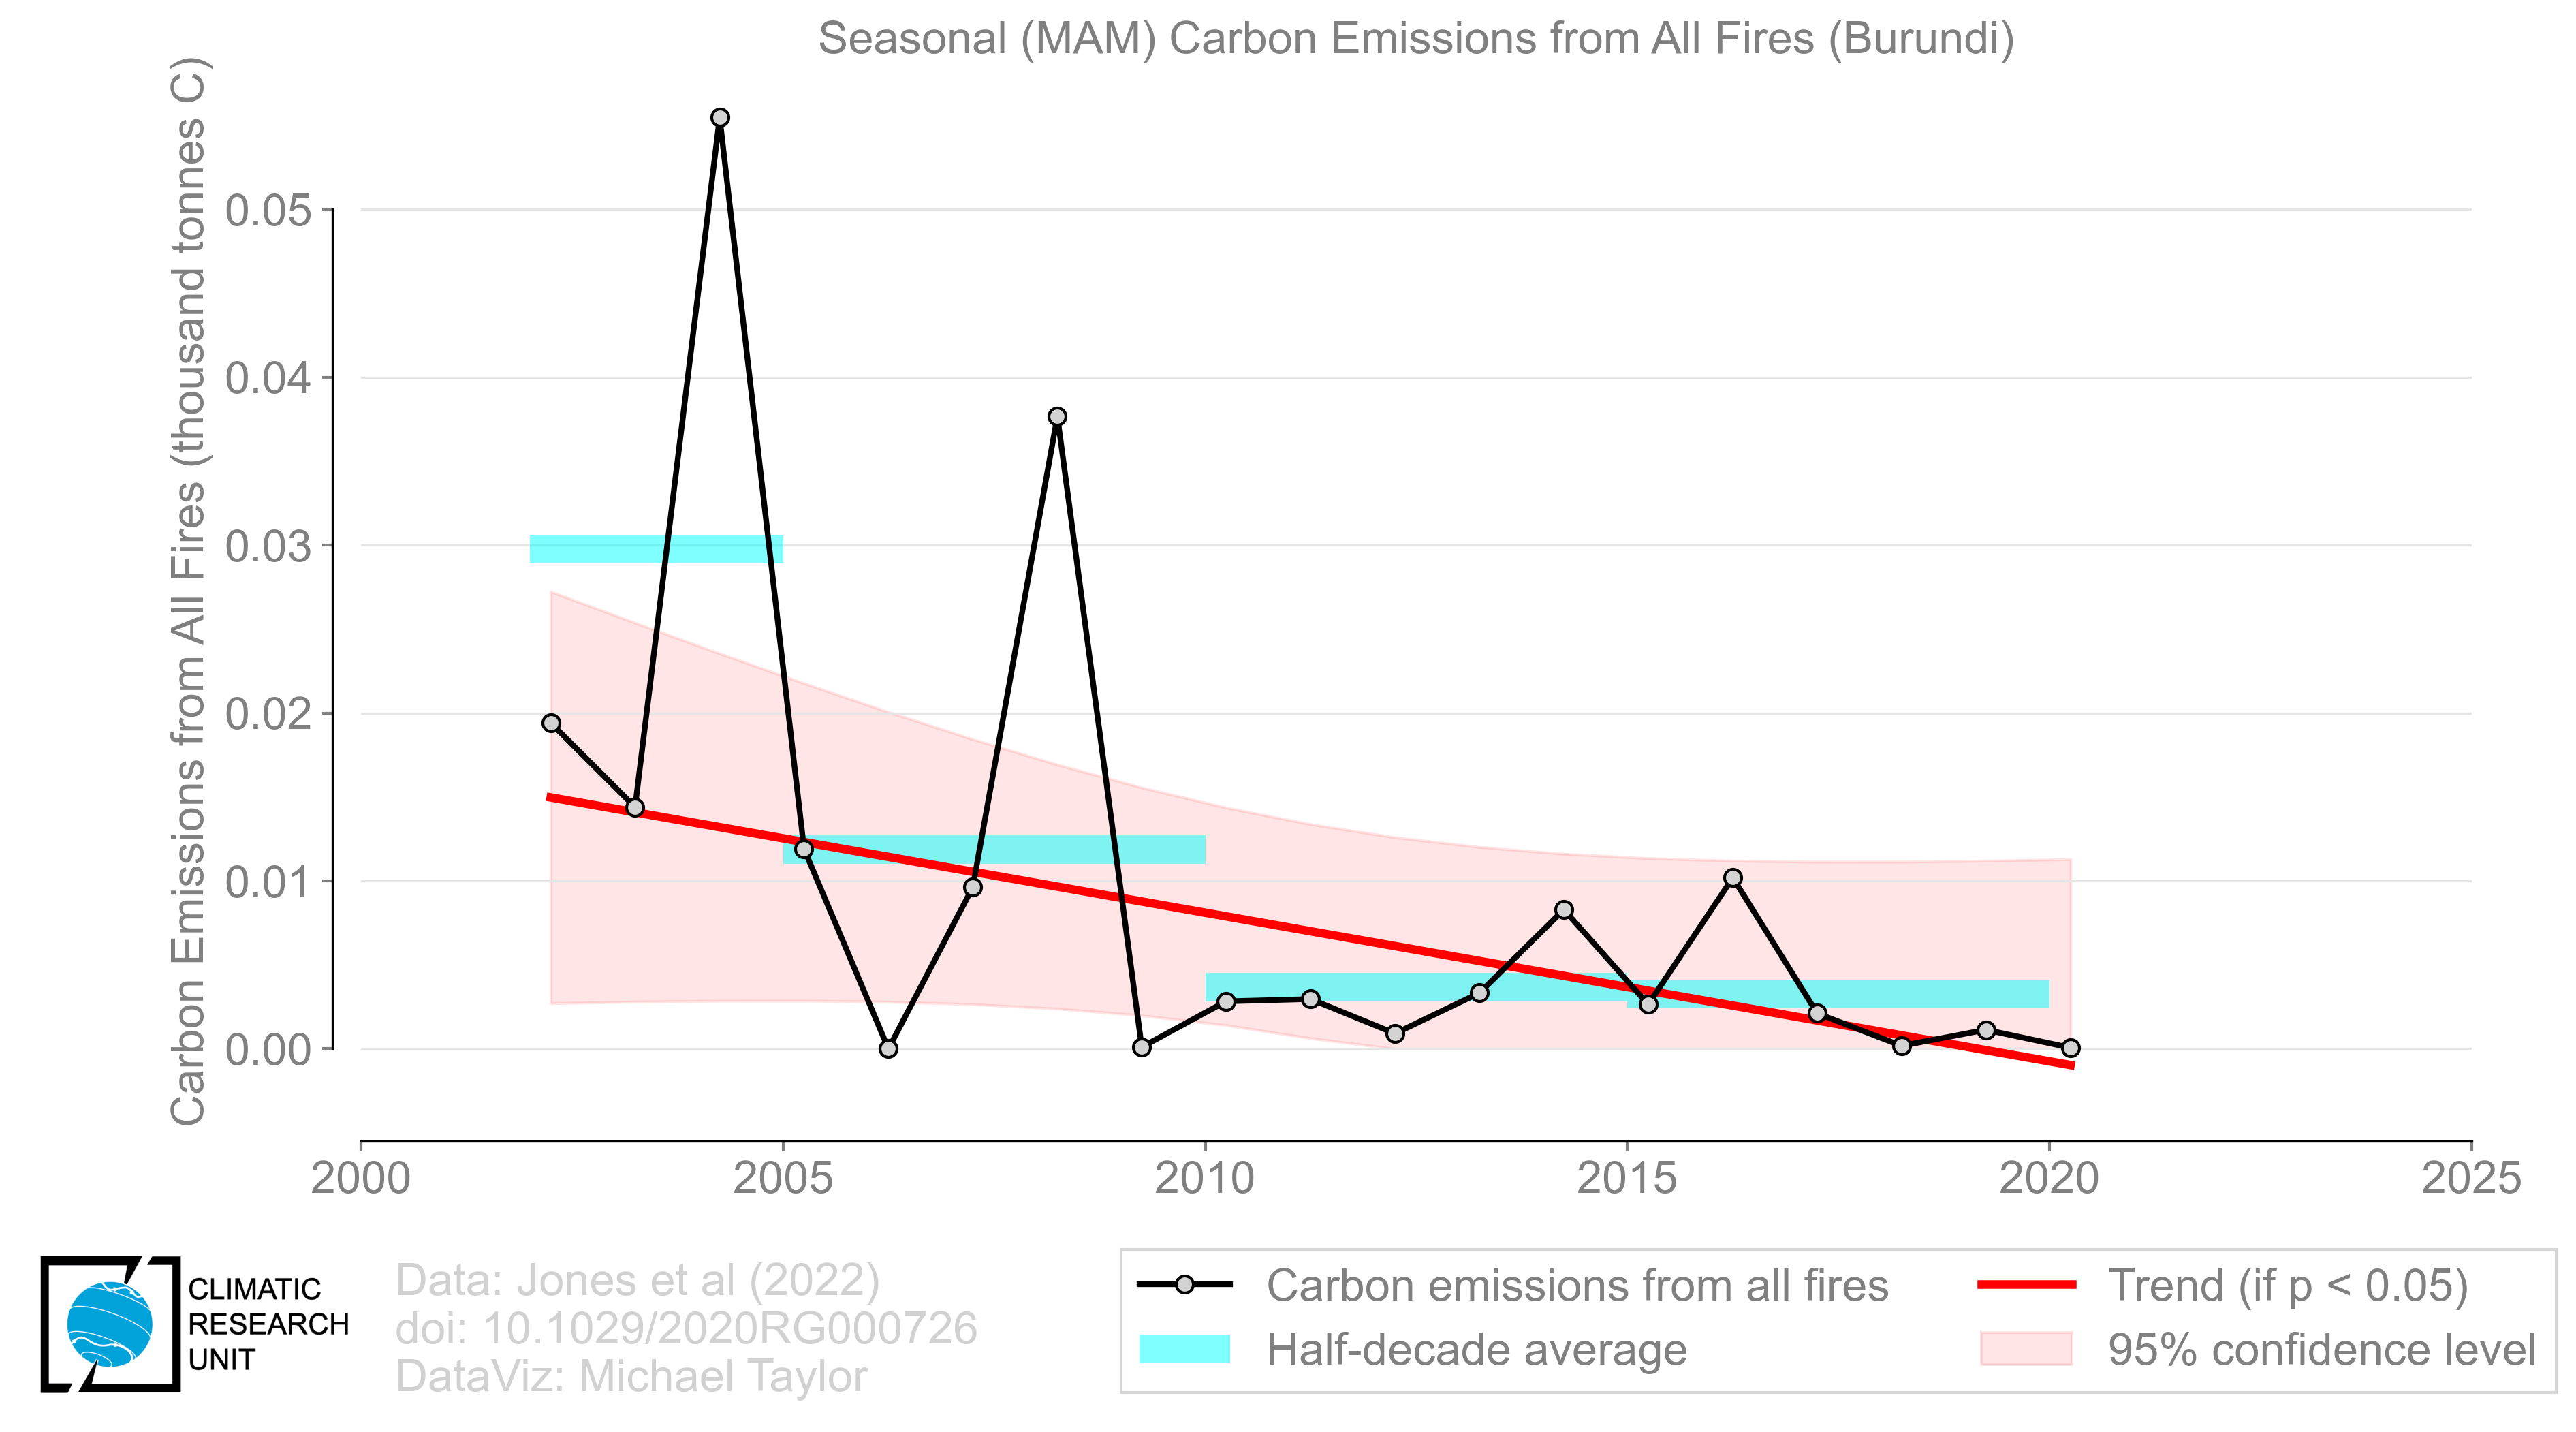 Seasonal (MAM) Carbon Emissions from All Fires (Burundi)
Carbon Emissions from All Fires (thousand tonnes C)
0.05
0.04
0.03
0.02
0.01
0.00
2000
2005
2010
2015
2020
2025
CLIMATIC
RESEARCH
UNIT
Data: Jones et al (2022)
doi: 10.1029/2020RG000726
DataViz: Michael Taylor
Carbon emissions from all fires
Half-decade average
Trend (if p < 0.05)
95% confidence level